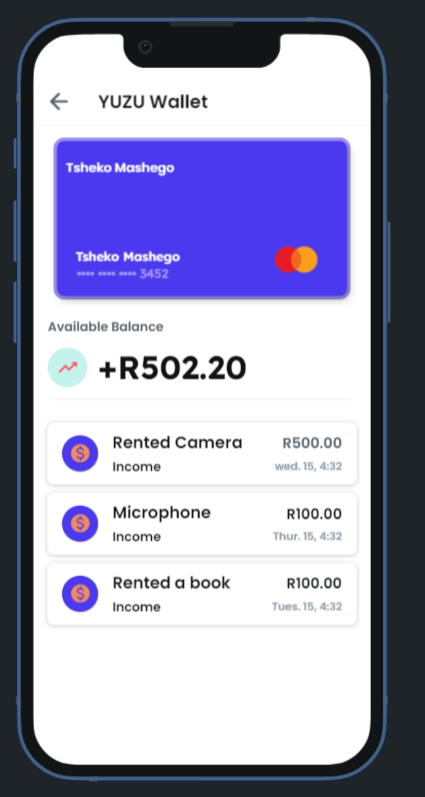 YUZU Wallet
Tsheko Mashego
Tsheko Mashego
•••• •••• •••• 3452
Available Balance
+R502.20
Rented Camera R500.00
Income wed. 15, 4:32
Microphone R100.00
Income Thur. 15, 4:32
Rented a book R100.00
Income Tues. 15, 4:32